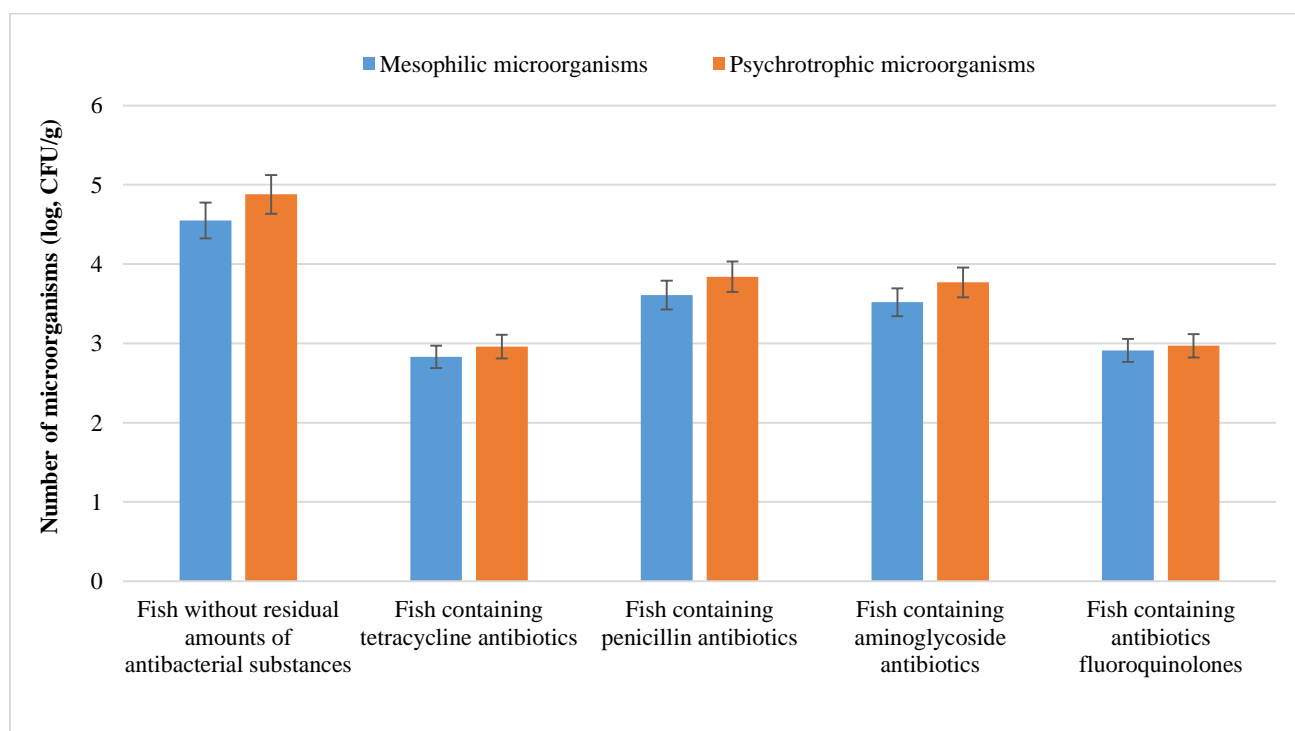 Mesophilic microorganisms
Psychrotrophic microorganisms
Number of microorganisms (log, CFU/g)
6
5
4
3
2
1
0
Fish without residual
amounts of
antibacterial substances
Fish containing
tetracycline antibiotics
Fish containing
penicillin antibiotics
Fish containing
aminoglycoside
antibiotics
Fish containing
antibiotics
fluoroquinolones